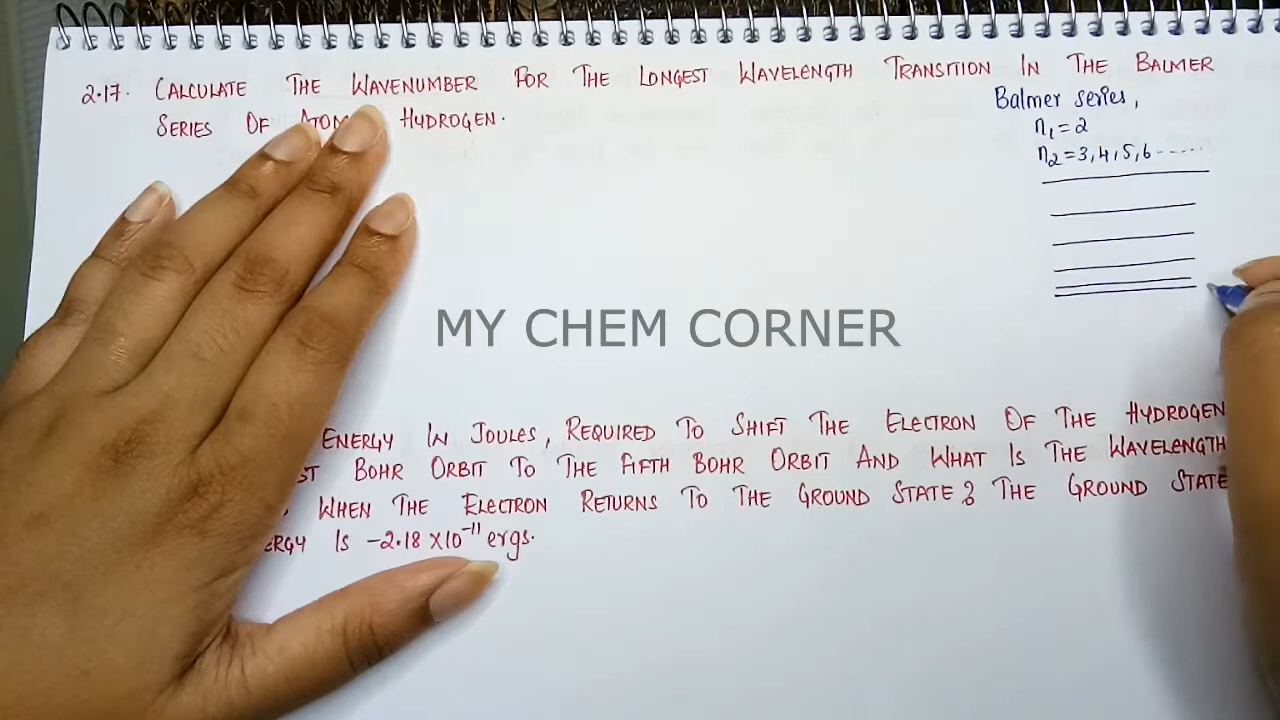 2.17. CALCULATE THE WAVENUMBER FOR THE LONGEST WAVELENGTH TRANSITION IN THE BALMER
SERIES OF HYDROGEN.
Balmer series,
n₁=2
n₂=3,4,5,6......
MY CHEM CORNER
ENERGY IN JOULES, REQUIRED TO SHIFT THE ELECTRON OF THE HYDROGEN
BOHR ORBIT TO THE FIFTH BOHR ORBIT AND WHAT IS THE WAVELENGTH
WHEN THE ELECTRON RETURNS TO THE GROUND STATE? THE GROUND STATE
IS -2.18 x10⁻¹¹ ergs.